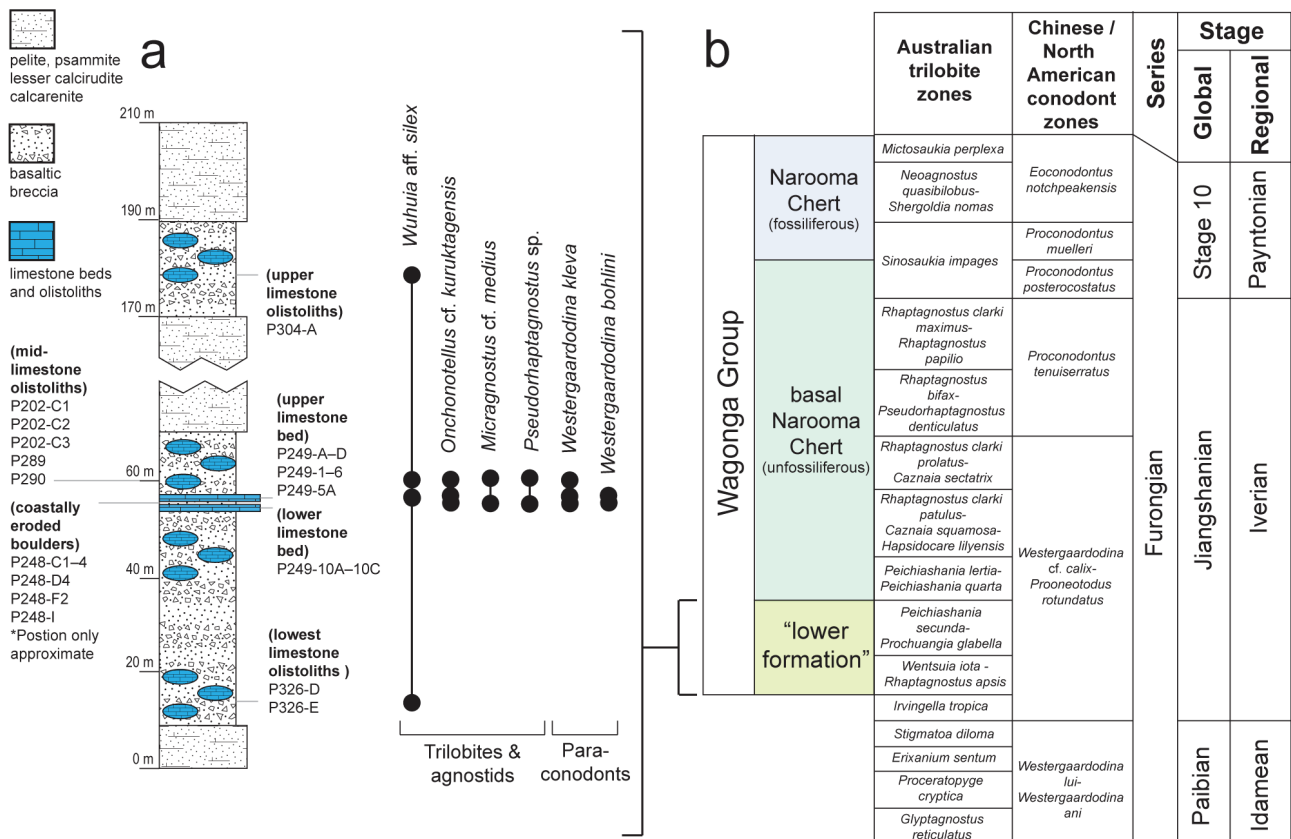 a
pelite, psammite
lesser calcirudite
calcarenite
basaltic
breccia
limestone beds
and olistoliths
210 m
190 m
170 m
60 m
40 m
20 m
0 m
(mid-
limestone
olistoliths)
P202-C1
P202-C2
P202-C3
P289
P290
(coastally
eroded
boulders)
P248-C1–4
P248-D4
P248-F2
P248-I
*Postion only
approximate
(upper
limestone
olistoliths)
P304-A
(upper
limestone
bed)
P249-A–D
P249-1–6
P249-5A
(lower
limestone
bed)
P249-10A–10C
(lowest
limestone
olistoliths )
P326-D
P326-E
Wuhuia aff. silex
Onchonotellus cf. kuruktagensis
Micragnostus cf. medius
Pseudorhaptagnostus sp.
Westergaardodina kleva
Westergaardodina bohlini
Trilobites &
agnostids
Para-
conodonts
b
Australian
trilobite
zones
Chinese /
North
American
conodont
zones
Series
Stage
Global
Regional
Wagonga Group
Narooma
Chert
(fossiliferous)
basal
Narooma
Chert
(unfossiliferous)
“lower
formation”
Mictosaukia perplexa
Neoagnostus
quasibilobus-
Shergoldia nomas
Sinosaukia impages
Rhaptagnostus clarki
maximus-
Rhaptagnostus
papilio
Rhaptagnostus
bifax-
Pseudorhaptagnostus
denticulatus
Rhaptagnostus clarki
prolatus-
Caznaia sectatrix
Rhaptagnostus clarki
patulus-
Caznaia squamosa-
Hapsidocare lilyensis
Peichiashania lertia-
Peichiashania quarta
Peichiashania
secunda-
Prochuangia glabella
Wentsuia iota -
Rhaptagnostus apsis
Irvingella tropica
Stigmatoa diloma
Erixanium sentum
Proceratopyge
cryptica
Glyptagnostus
reticulatus
Eoconodontus
notchpeakensis
Proconodontus
muelleri
Proconodontus
posterocostatus
Proconodontus
tenuiserratus
Westergaardodina
cf. calix-
Prooneotodus
rotundatus
Westergaardodina
lui-
Westergaardodina
ani
Furongian
Stage 10
Jiangshanian
Paibian
Payntonian
Iverian
Idamean